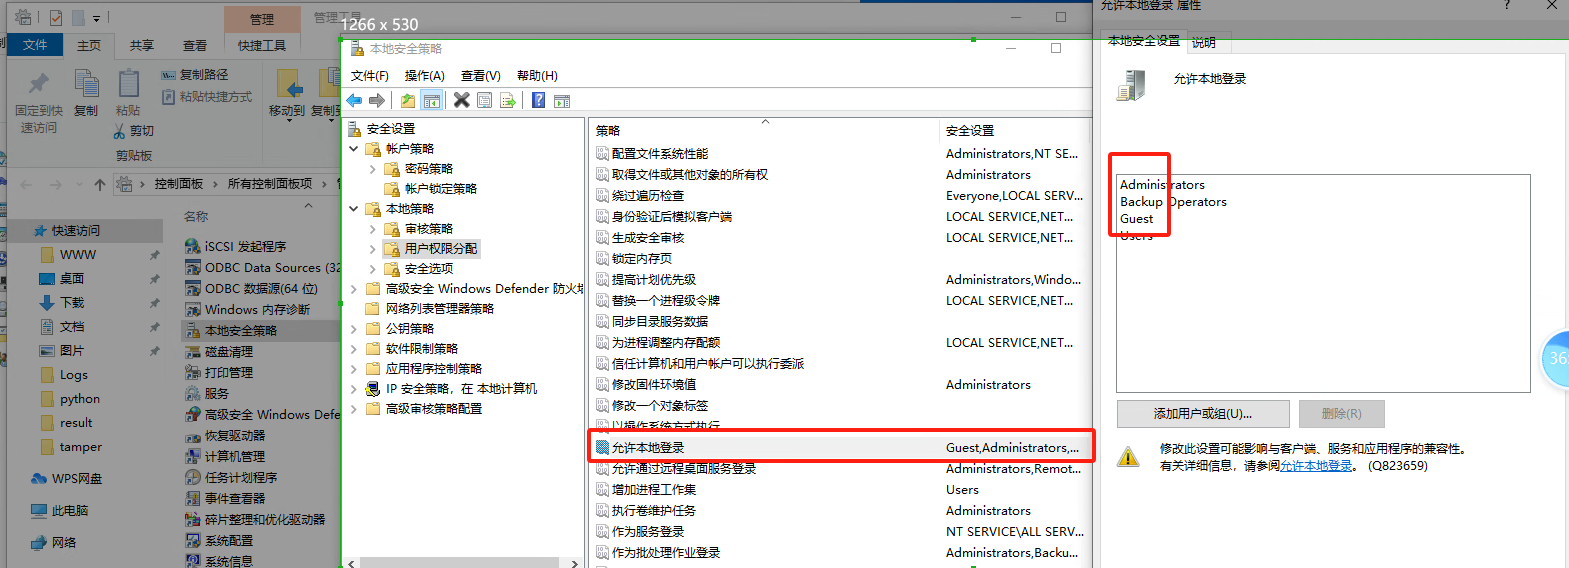 管理
管理工具
1266 x 530
文件
主页
共享
查看
快捷工具
固定到快
速访问
复制
粘贴
复制路径
粘贴快捷方式
剪切
剪贴板
移动到
复制到
控制面板
所有控制面板项
快速访问
WWW
桌面
下载
文档
图片
Logs
python
result
tamper
WPS网盘
此电脑
网络
名称
iSCSI 发起程序
ODBC Data Sources (32
ODBC 数据源(64 位)
Windows 内存诊断
本地安全策略
磁盘清理
打印管理
服务
高级安全 Windows Defe
恢复驱动器
计算机管理
任务计划程序
事件查看器
碎片整理和优化驱动器
系统配置
系统信息
本地安全策略
文件(F) 操作(A) 查看(V) 帮助(H)
安全设置
帐户策略
密码策略
帐户锁定策略
本地策略
审核策略
用户权限分配
安全选项
高级安全 Windows Defender 防火墙
网络列表管理器策略
公钥策略
软件限制策略
应用程序控制策略
IP 安全策略，在 本地计算机
高级审核策略配置
策略 安全设置
配置文件系统性能 Administrators,NT SE...
取得文件或其他对象的所有权 Administrators
绕过遍历检查 Everyone,LOCAL SERV...
身份验证后模拟客户端 LOCAL SERVICE,NET...
生成安全审核 LOCAL SERVICE,NET...
锁定内存页
提高计划优先级 Administrators,Windo...
替换一个进程级令牌 LOCAL SERVICE,NET...
同步目录服务数据
为进程调整内存配额 LOCAL SERVICE,NET...
信任计算机和用户帐户可以执行委派
修改固件环境值 Administrators
修改一个对象标签
以操作系统方式执行
允许本地登录 Guest,Administrators,...
允许通过远程桌面服务登录 Administrators,Remot...
增加进程工作集 Users
执行卷维护任务 Administrators
作为服务登录 NT SERVICE\ALL SERV...
作为批处理作业登录 Administrators,Backu...
允许本地登录 属性
本地安全设置 说明
允许本地登录
Administrators
Backup Operators
Guest
Users
添加用户或组(U)... 删除(R)
修改此设置可能影响与客户端、服务和应用程序的兼容性。
有关详细信息，请参阅允许本地登录。 (Q823659)
36